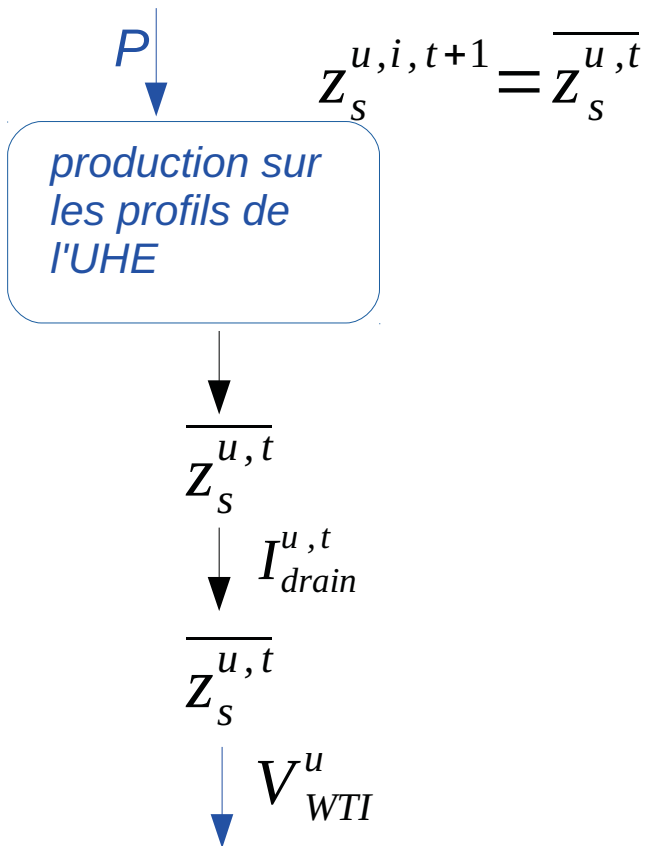 P
z_s^{u,i,t+1} = \overline{z_s^{u,t}}
production sur
les profils de
l'UHE
\overline{z_s^{u,t}}
I_{drain}^{u,t}
\overline{z_s^{u,t}}
V_{WTI}^{u}